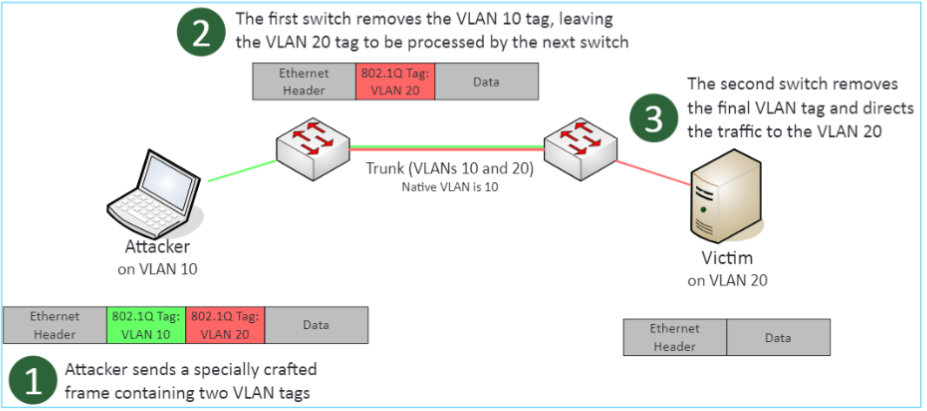 2
The first switch removes the VLAN 10 tag, leaving
the VLAN 20 tag to be processed by the next switch
Ethernet
Header
802.1Q Tag:
VLAN 20
Data
3
The second switch removes
the final VLAN tag and directs
the traffic to the VLAN 20
Trunk (VLANs 10 and 20)
Native VLAN is 10
Attacker
on VLAN 10
Victim
on VLAN 20
Ethernet
Header
802.1Q Tag:
VLAN 10
802.1Q Tag:
VLAN 20
Data
Ethernet
Header
Data
1
Attacker sends a specially crafted
frame containing two VLAN tags